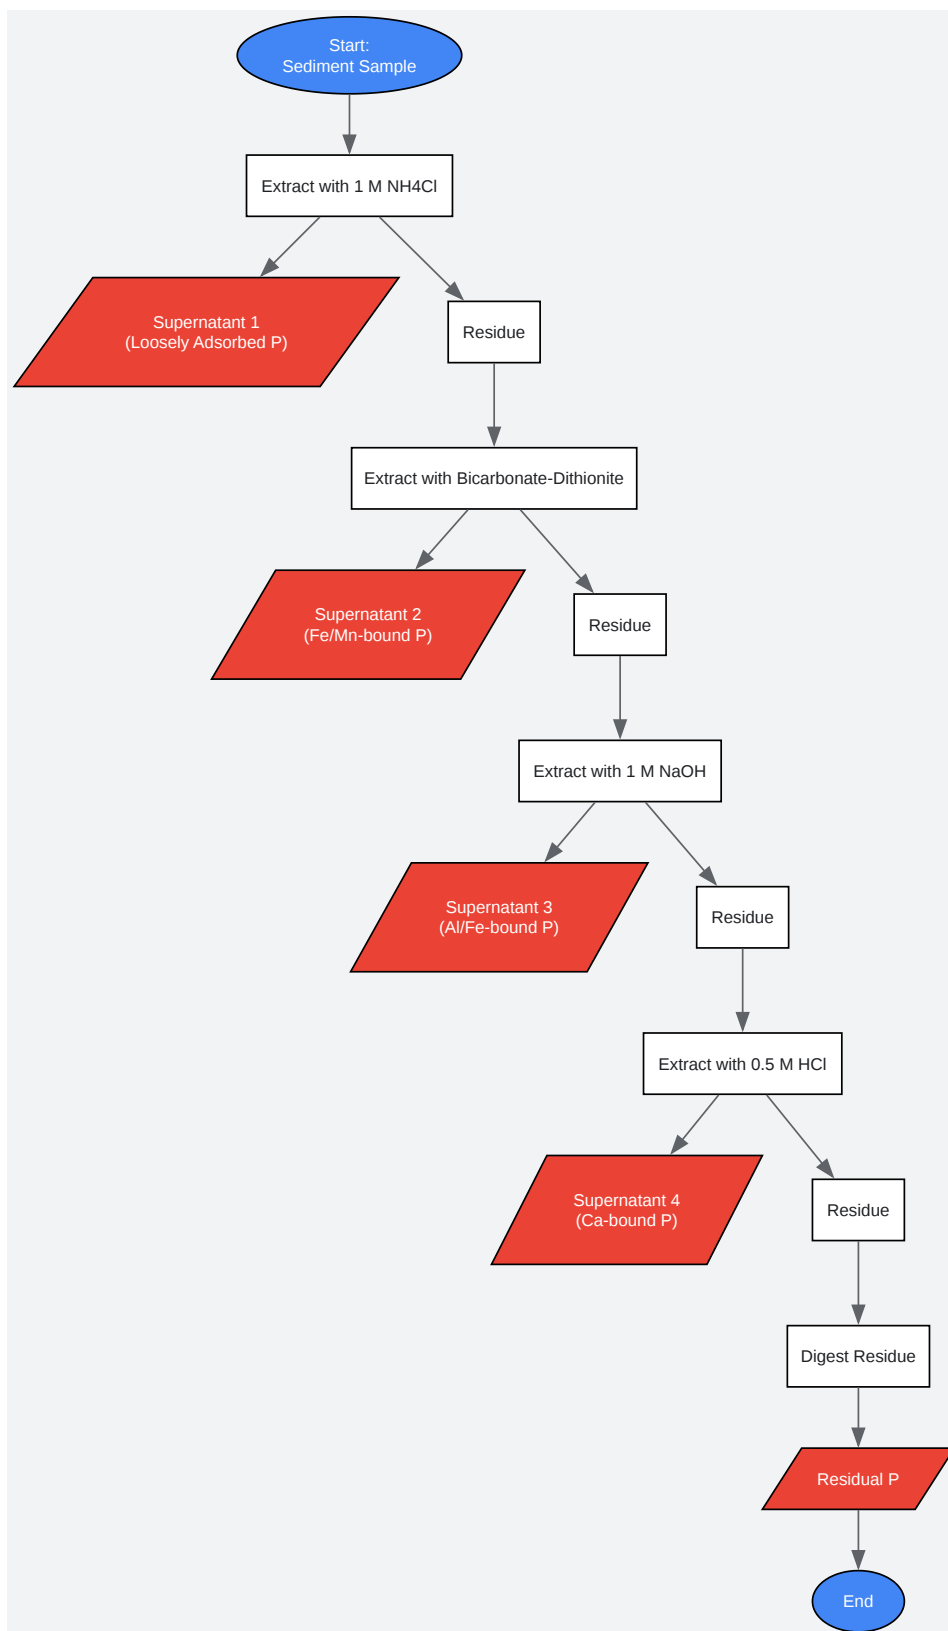 Start:
Sediment Sample
Extract with 1 M NH4Cl
Supernatant 1
(Loosely Adsorbed P)
Residue
Extract with Bicarbonate-Dithionite
Supernatant 2
(Fe/Mn-bound P)
Residue
Extract with 1 M NaOH
Supernatant 3
(Al/Fe-bound P)
Residue
Extract with 0.5 M HCl
Supernatant 4
(Ca-bound P)
Residue
Digest Residue
Residual P
End